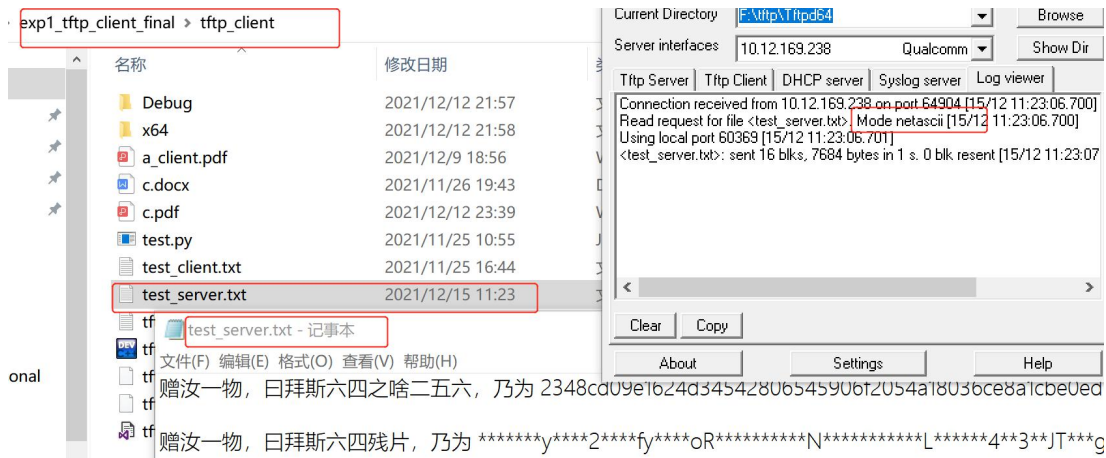 exp1_tftp_client_final > tftp_client
名称 修改日期
Debug 2021/12/12 21:57
x64 2021/12/12 21:58
a_client.pdf 2021/12/9 18:56
c.docx 2021/11/26 19:43
c.pdf 2021/12/12 23:39
test.py 2021/11/25 10:55
test_client.txt 2021/11/25 16:44
test_server.txt 2021/12/15 11:23
onal
Current Directory F:\tftp\Tftpd64 Browse
Server interfaces 10.12.169.238 Qualcomm Show Dir
Tftp Server Tftp Client DHCP server Syslog server Log viewer
Connection received from 10.12.169.238 on port 64904 [15/12 11:23:06.700]
Read request for file <test_server.txt>. Mode netascii [15/12 11:23:06.700]
Using local port 60369 [15/12 11:23:06.701]
<test_server.txt>: sent 16 blks, 7684 bytes in 1 s. 0 blk resent [15/12 11:23:07
Clear Copy
About Settings Help
test_server.txt - 记事本
文件(F) 编辑(E) 格式(O) 查看(V) 帮助(H)
赠汝一物，曰拜斯六四之啥二五六，乃为 2348cd09e1624d34542806545906f2054a18036ce8a1cbe0ed
赠汝一物，曰拜斯六四残片，乃为 *******y****2****fy****oR**********N***********L******4**3**JT***g